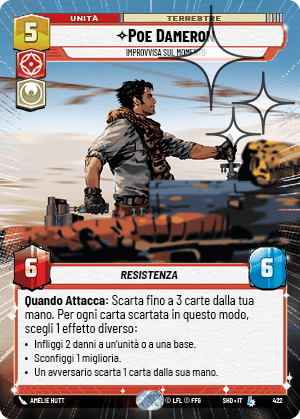 UNITÀ
TERRESTRE
5
POE DAMERON
IMPROVVISA SUL MOMENTO
6
RESISTENZA
6
Quando Attacca: Scarta fino a 3 carte dalla tua
mano. Per ogni carta scartata in questo modo,
scegli 1 effetto diverso:
• Infliggi 2 danni a un'unità o a una base.
• Sconfiggi 1 miglioria.
• Un avversario scarta 1 carta dalla sua mano.
AMÉLIE HUTT
© LFL © FFG
SHD • IT
422